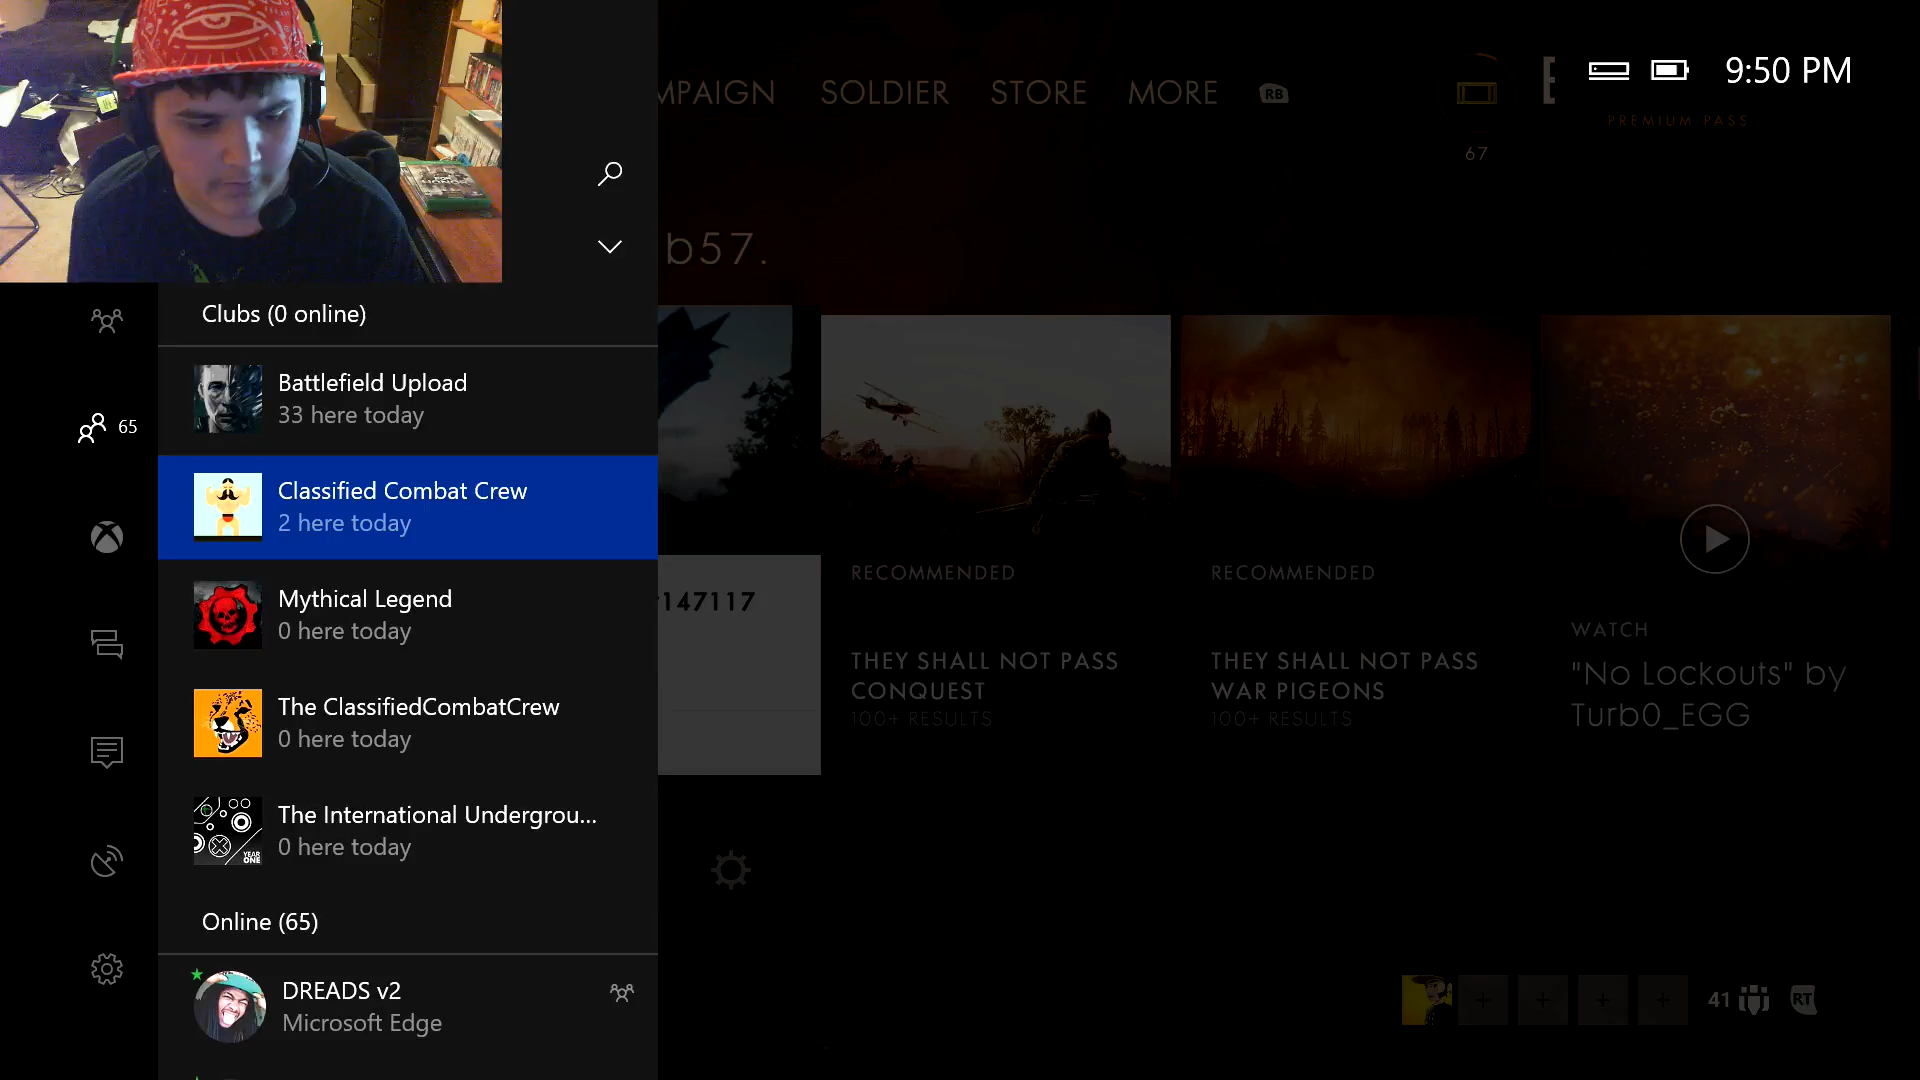 MPAIGN SOLDIER STORE MORE RB
9:50 PM
PREMIUM PASS
67
b57.
Clubs (0 online)
Battlefield Upload
33 here today
65
Classified Combat Crew
2 here today
Mythical Legend
0 here today
The ClassifiedCombatCrew
0 here today
The International Undergrou...
0 here today
YEAR
ONE
Online (65)
DREADS v2
Microsoft Edge
147117
RECOMMENDED
THEY SHALL NOT PASS
CONQUEST
100+ RESULTS
RECOMMENDED
THEY SHALL NOT PASS
WAR PIGEONS
100+ RESULTS
WATCH
"No Lockouts" by
Turb0_EGG
41
RT